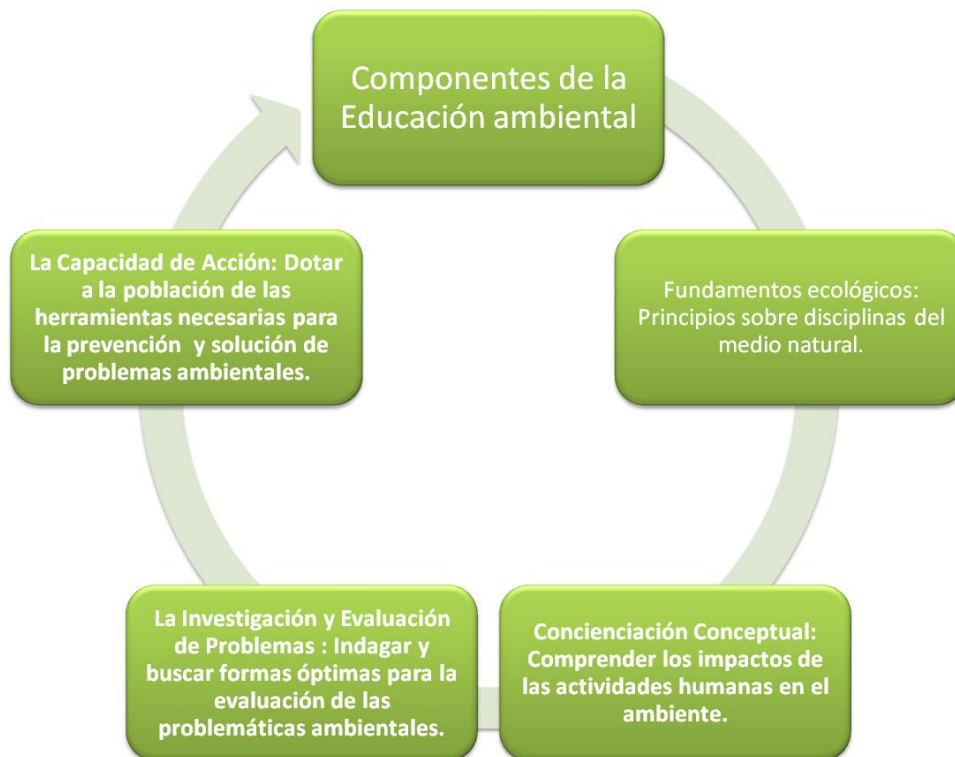 Componentes de la
Educación ambiental
Fundamentos ecológicos:
Principios sobre disciplinas del
medio natural.
Concienciación Conceptual:
Comprender los impactos de
las actividades humanas en el
ambiente.
La Investigación y Evaluación
de Problemas : Indagar y
buscar formas óptimas para la
evaluación de las
problemáticas ambientales.
La Capacidad de Acción: Dotar
a la población de las
herramientas necesarias para
la prevención  y solución de
problemas ambientales.